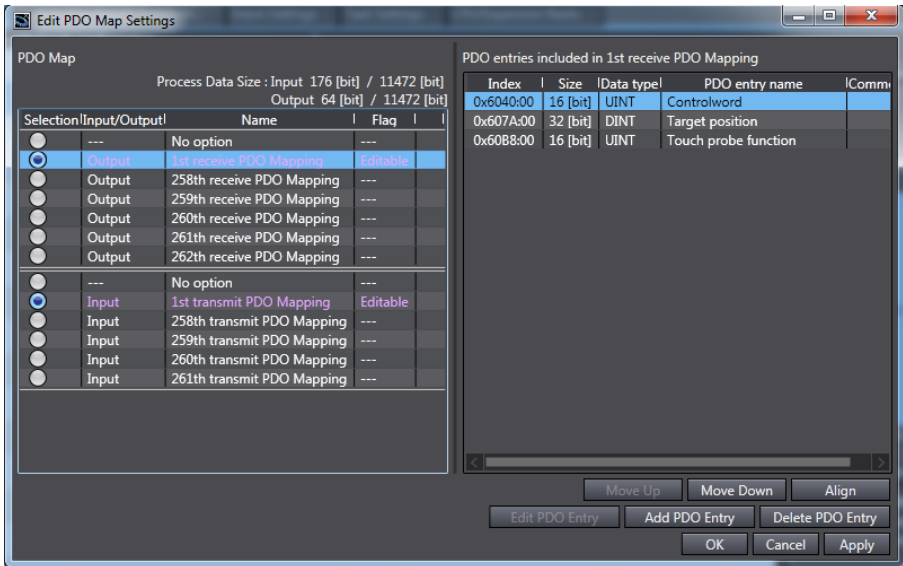 Edit PDO Map Settings
PDO Map
Process Data Size : Input 176 [bit] / 11472 [bit]
Output 64 [bit] / 11472 [bit]
Selection Input/Output Name Flag
--- No option ---
Output 1st receive PDO Mapping Editable
Output 258th receive PDO Mapping ---
Output 259th receive PDO Mapping ---
Output 260th receive PDO Mapping ---
Output 261th receive PDO Mapping ---
Output 262th receive PDO Mapping ---
--- No option ---
Input 1st transmit PDO Mapping Editable
Input 258th transmit PDO Mapping ---
Input 259th transmit PDO Mapping ---
Input 260th transmit PDO Mapping ---
Input 261th transmit PDO Mapping ---
PDO entries included in 1st receive PDO Mapping
Index Size Data type PDO entry name Comm
0x6040:00 16 [bit] UINT Controlword
0x607A:00 32 [bit] DINT Target position
0x60B8:00 16 [bit] UINT Touch probe function
Move Up Move Down Align
Edit PDO Entry Add PDO Entry Delete PDO Entry
OK Cancel Apply